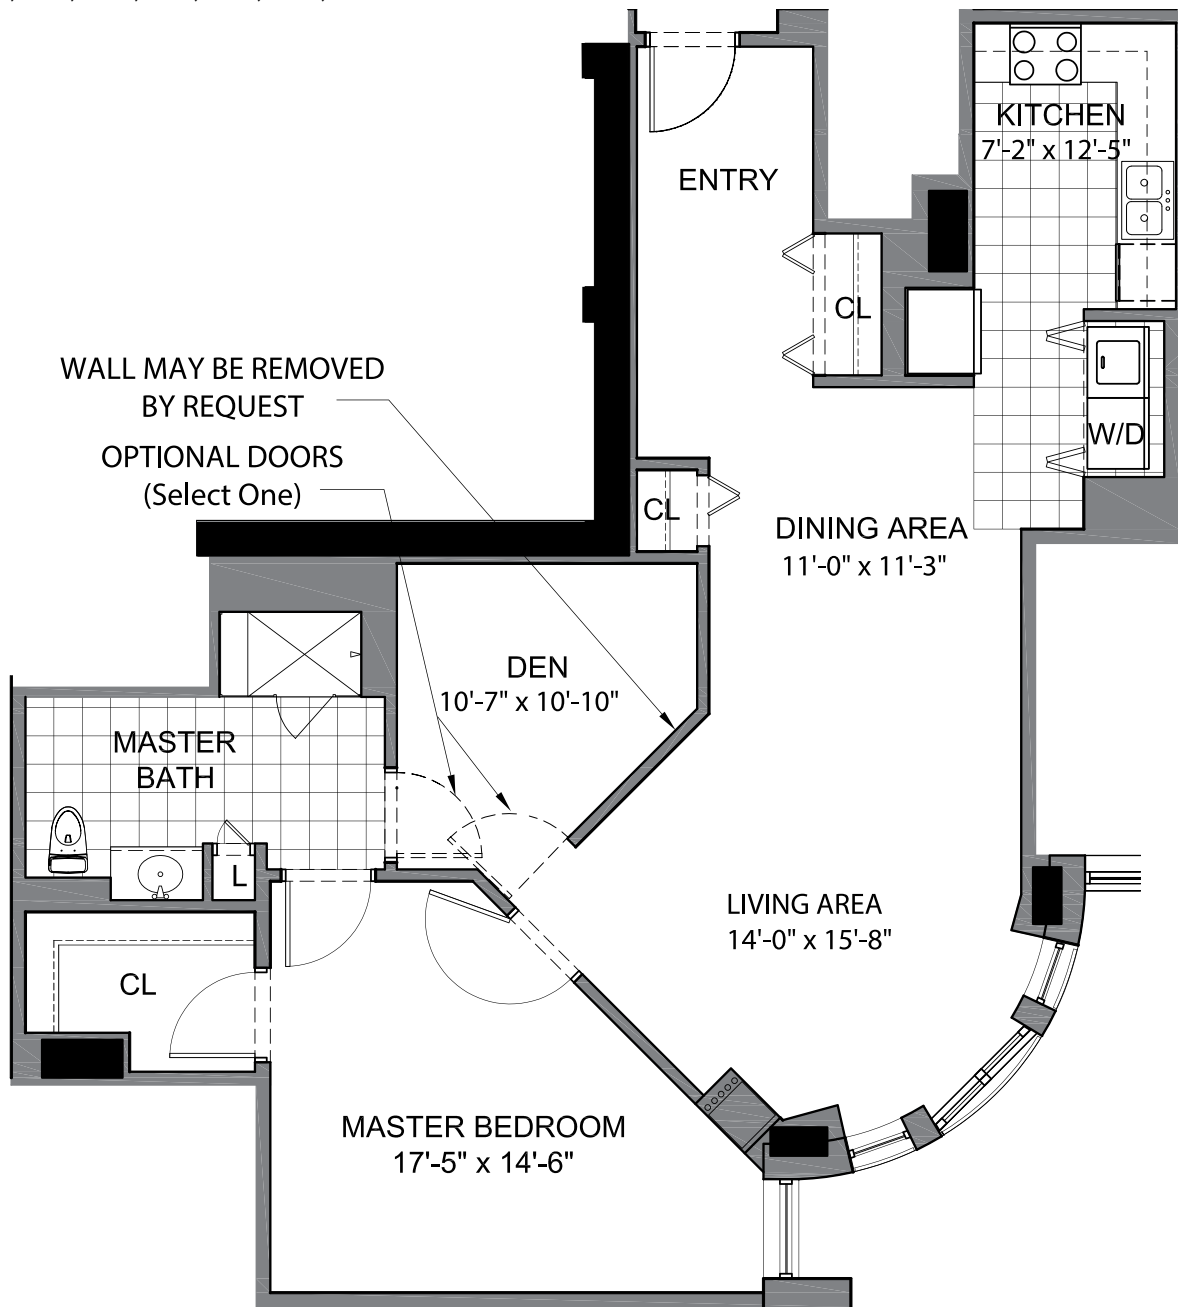 KITCHEN
7'-2" x 12'-5"
ENTRY
CL
WALL MAY BE REMOVED
BY REQUEST
OPTIONAL DOORS
(Select One)
W/D
CL
DINING AREA
11'-0" x 11'-3"
DEN
10'-7" x 10'-10"
MASTER
BATH
L
LIVING AREA
14'-0" x 15'-8"
CL
MASTER BEDROOM
17'-5" x 14'-6"